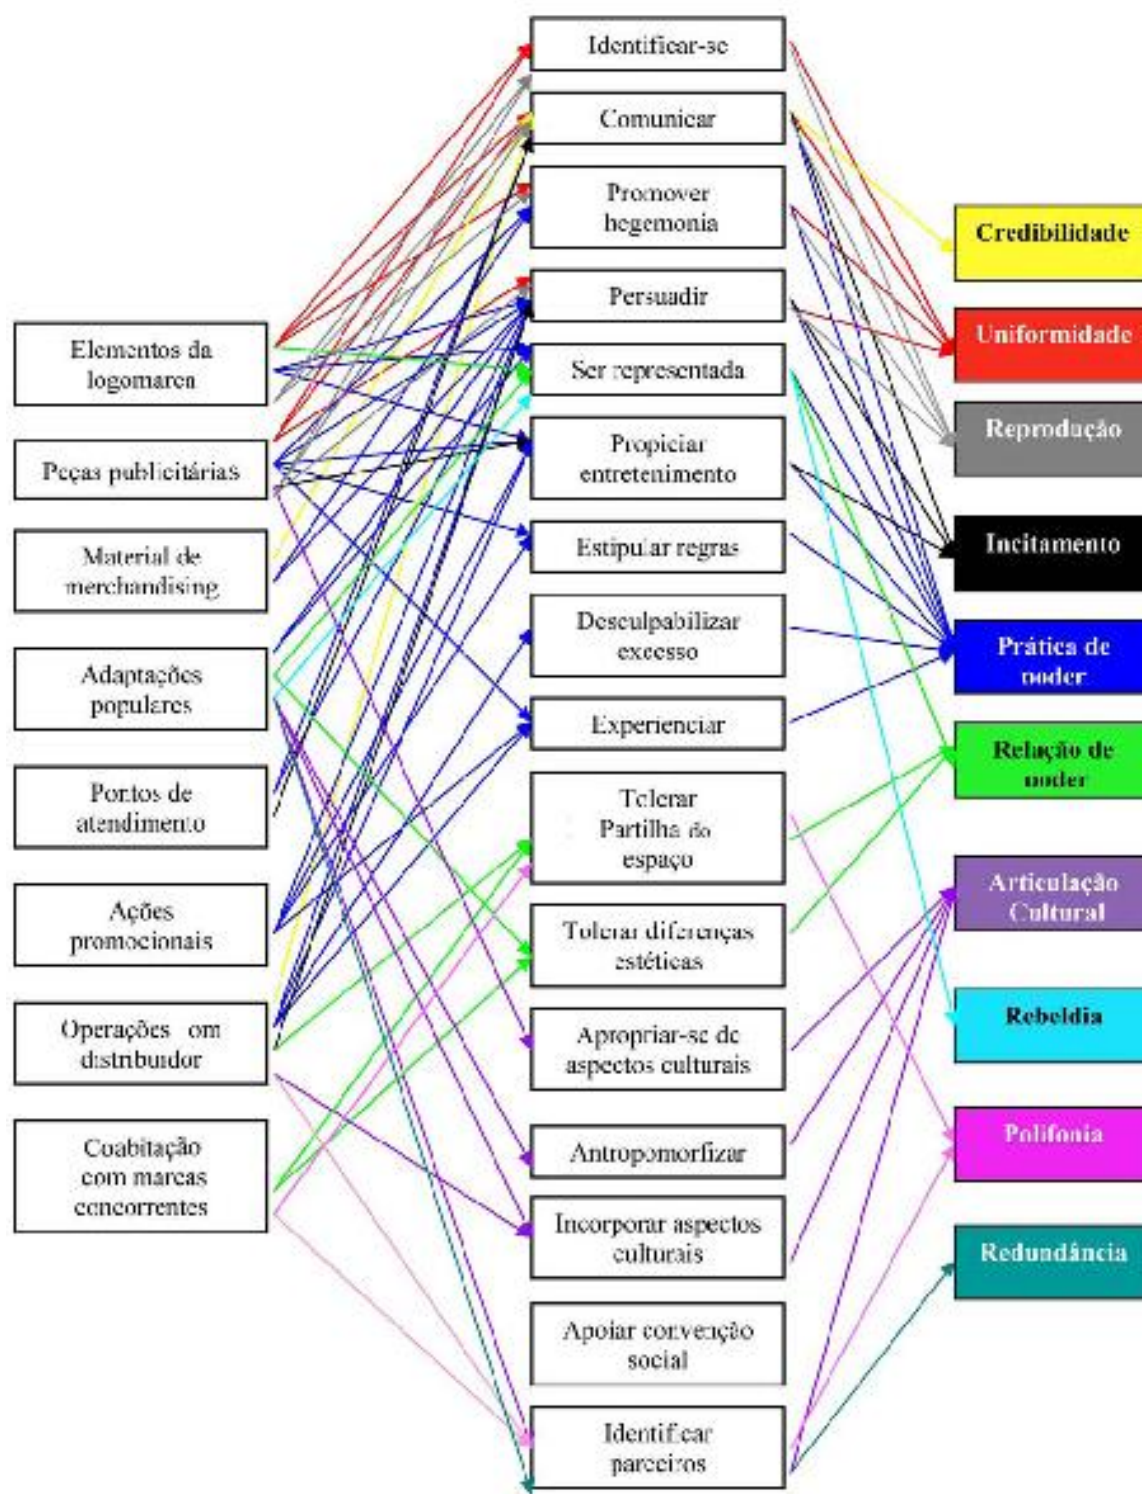 Elementos da
logomarca
Peças publicitárias
Material de
merchandising
Adaptações
populares
Pontos de
atendimento
Ações
promocionais
Operações om
distribuidor
Coabitação
com marcas
concorrentes
Identificar-se
Comunicar
Promover
hegemonia
Persuadir
Ser representada
Propiciar
entretenimento
Estipular regras
Desculpabilizar
excesso
Experienciar
Tolerar
Partilha do
espaço
Tolerar diferenças
estéticas
Apropriar-se de
aspectos culturais
Antropomorfizar
Incorporar aspectos
culturais
Apoiar convenção
social
Identificar
parceiros
Credibilidade
Uniformidade
Reprodução
Incitamento
Prática de
poder
Relação de
poder
Articulação
Cultural
Rebeldia
Polifonia
Redundância